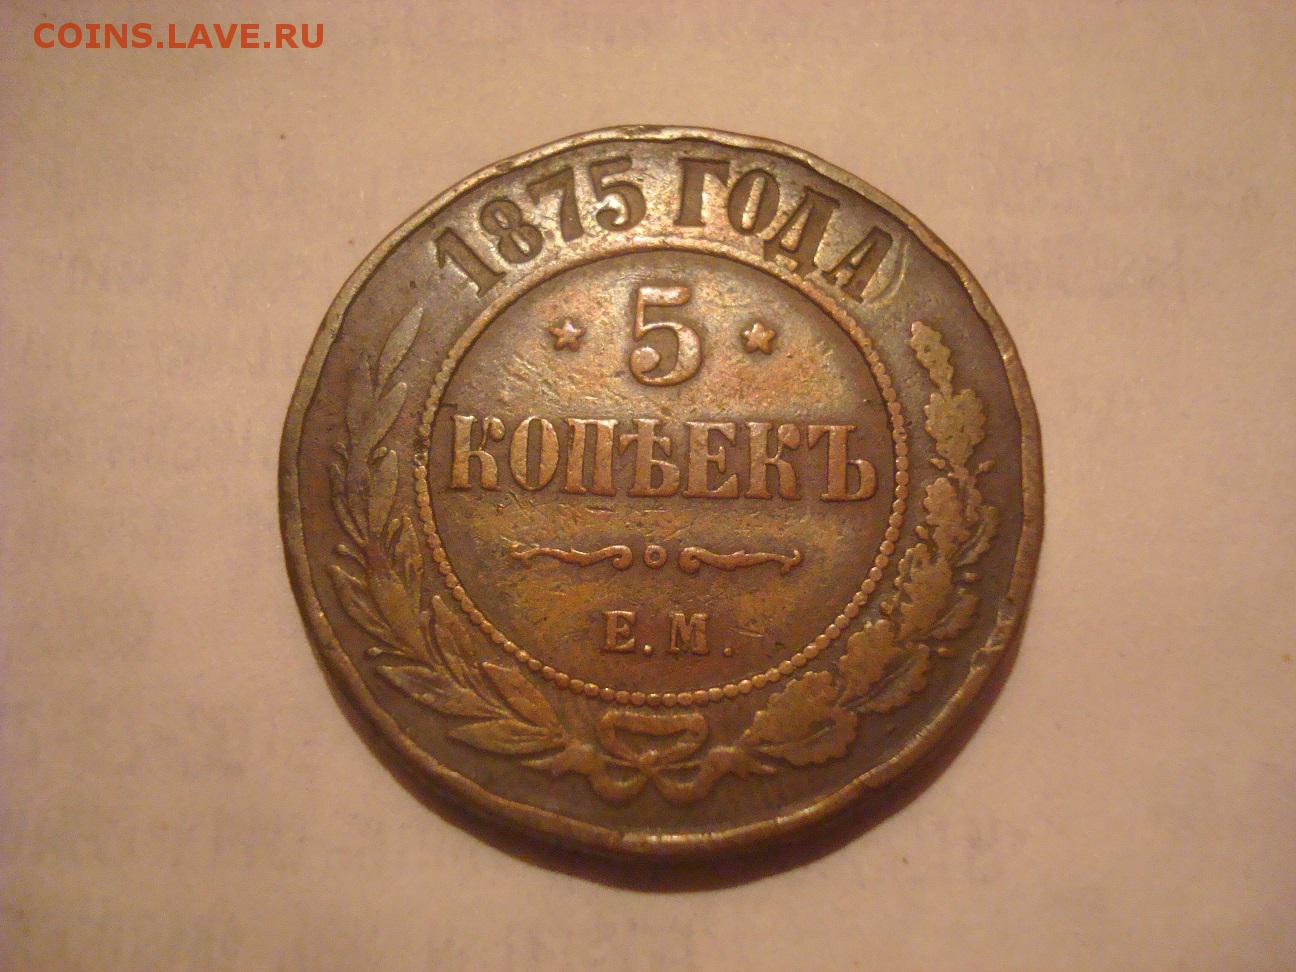 COINS.LAVE.RU
1875 ГОДА
* 5 *
КОПѢЕКЪ
Е.М.